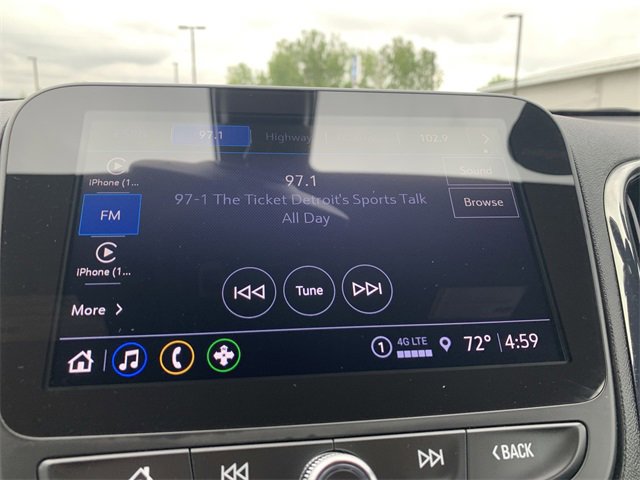 97.1
Highway
102.9
iPhone (1...
FM
iPhone (1...
More
97.1
97-1 The Ticket Detroit's Sports Talk
All Day
Sound
Browse
Tune
1
4G LTE
72°
4:59
BACK